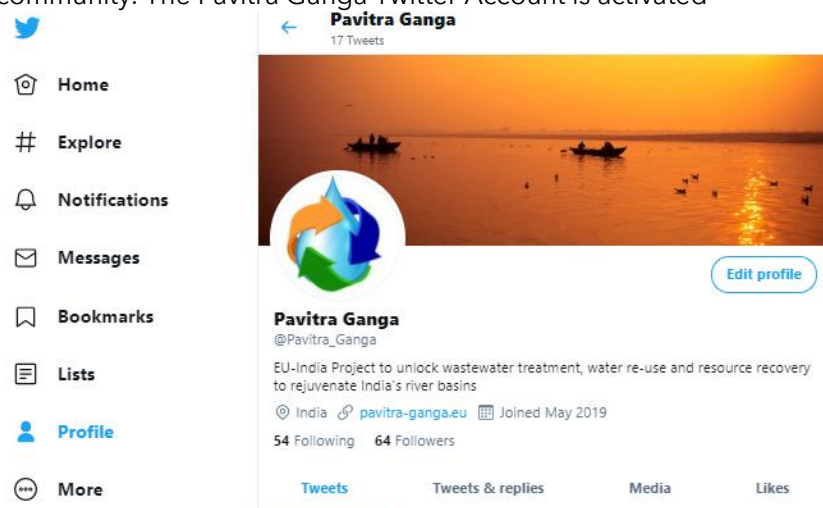 community. The Pavitra Ganga Twitter Account is activated
Pavitra Ganga
17 Tweets
Home
Explore
Notifications
Messages
Bookmarks
Lists
Profile
More
Edit profile
Pavitra Ganga
@Pavitra_Ganga
EU-India Project to unlock wastewater treatment, water re-use and resource recovery
to rejuvenate India's river basins
India pavitra-ganga.eu Joined May 2019
54 Following 64 Followers
Tweets Tweets & replies Media Likes